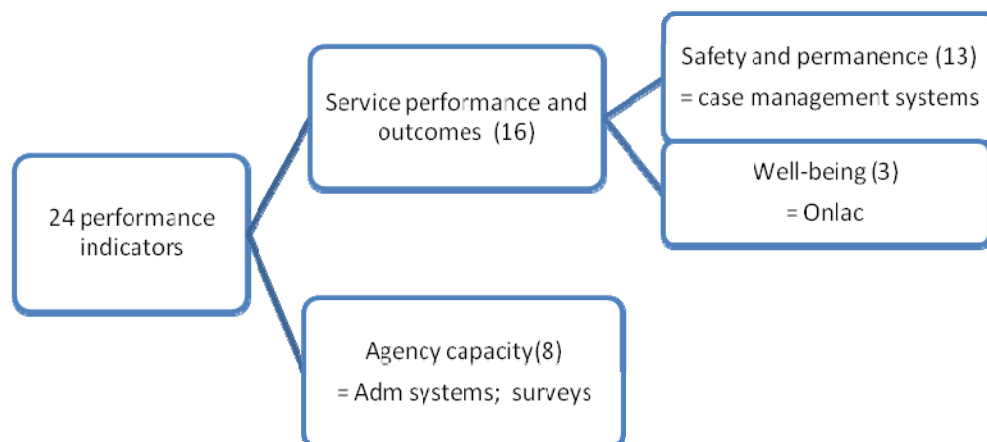 24 performance
indicators
Service performance and
outcomes (16)
Safety and permanence (13)
= case management systems
Well-being (3)
= Onlac
Agency capacity(8)
= Adm systems; surveys